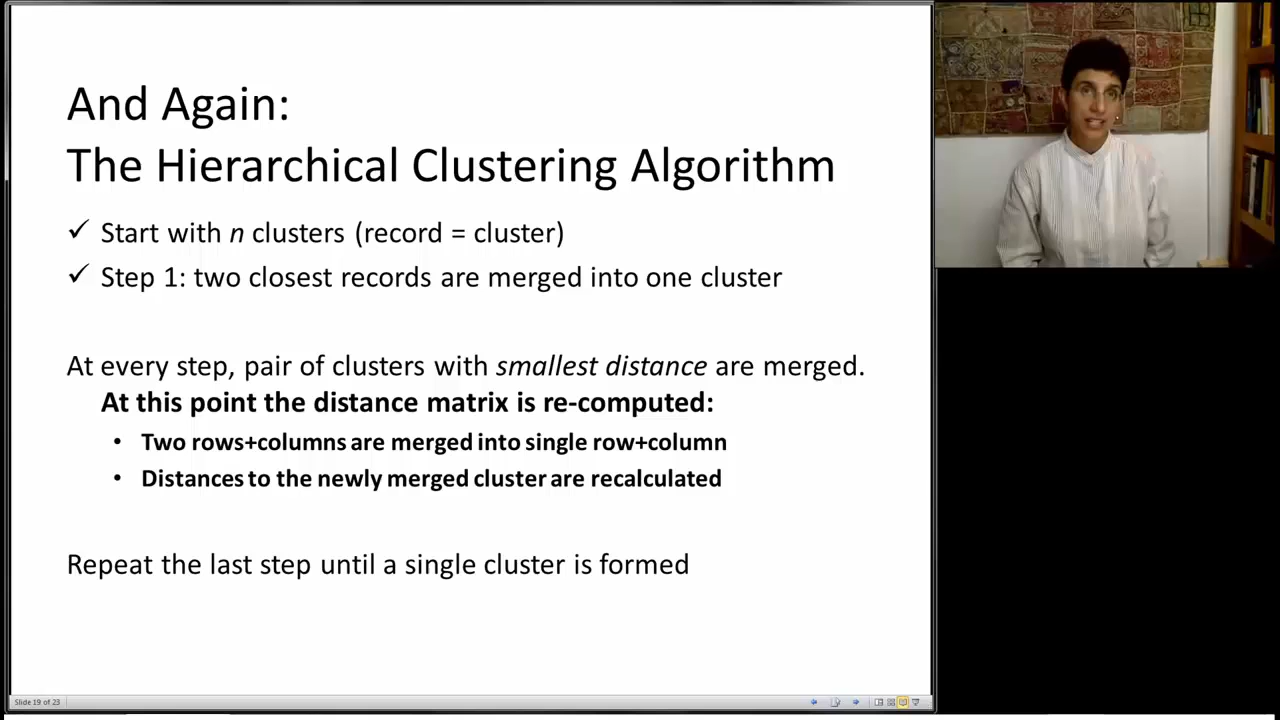 And Again:
The Hierarchical Clustering Algorithm
✓ Start with n clusters (record = cluster)
✓ Step 1: two closest records are merged into one cluster
At every step, pair of clusters with smallest distance are merged.
At this point the distance matrix is re-computed:
• Two rows+columns are merged into single row+column
• Distances to the newly merged cluster are recalculated
Repeat the last step until a single cluster is formed
Slide 19 of 23